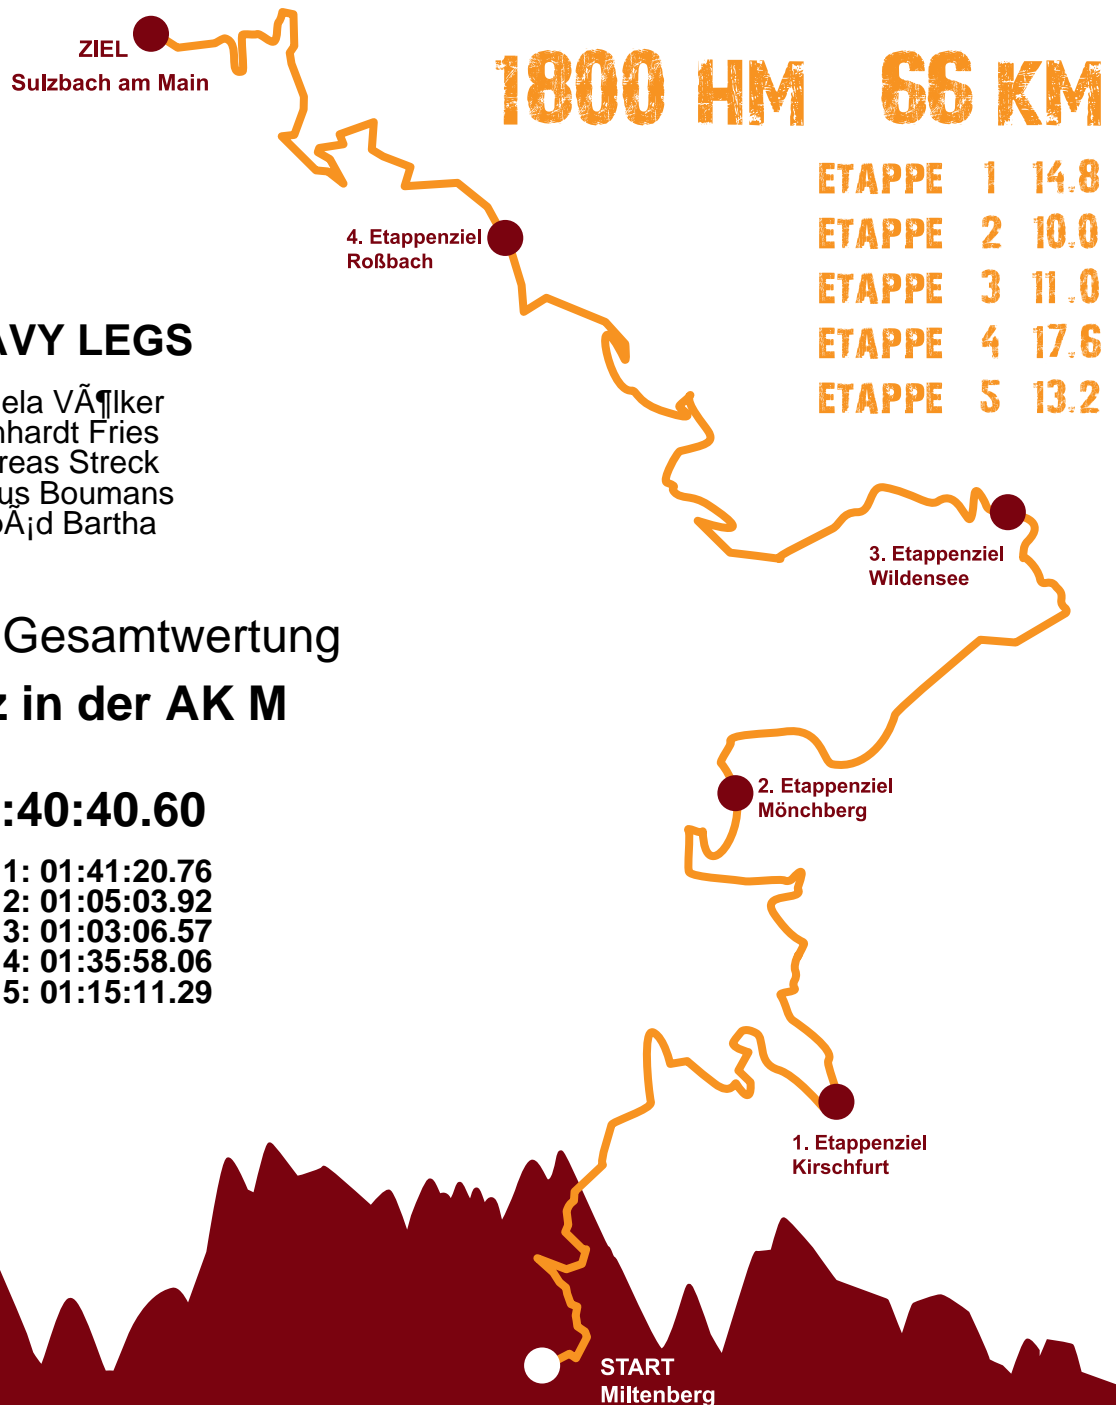 ZIEL
Sulzbach am Main
1800 HM 66 KM
ETAPPE 1 14.8
ETAPPE 2 10.0
ETAPPE 3 11.0
ETAPPE 4 17.6
ETAPPE 5 13.2
4. Etappenziel
Roßbach
AVY LEGS
ela VÃ¶lker
nhardt Fries
reas Streck
us Boumans
bÃ¡d Bartha
3. Etappenziel
Wildensee
Gesamtwertung
z in der AK M
2. Etappenziel
Mönchberg
:40:40.60
1: 01:41:20.76
2: 01:05:03.92
3: 01:03:06.57
4: 01:35:58.06
5: 01:15:11.29
1. Etappenziel
Kirschfurt
START
Miltenberg